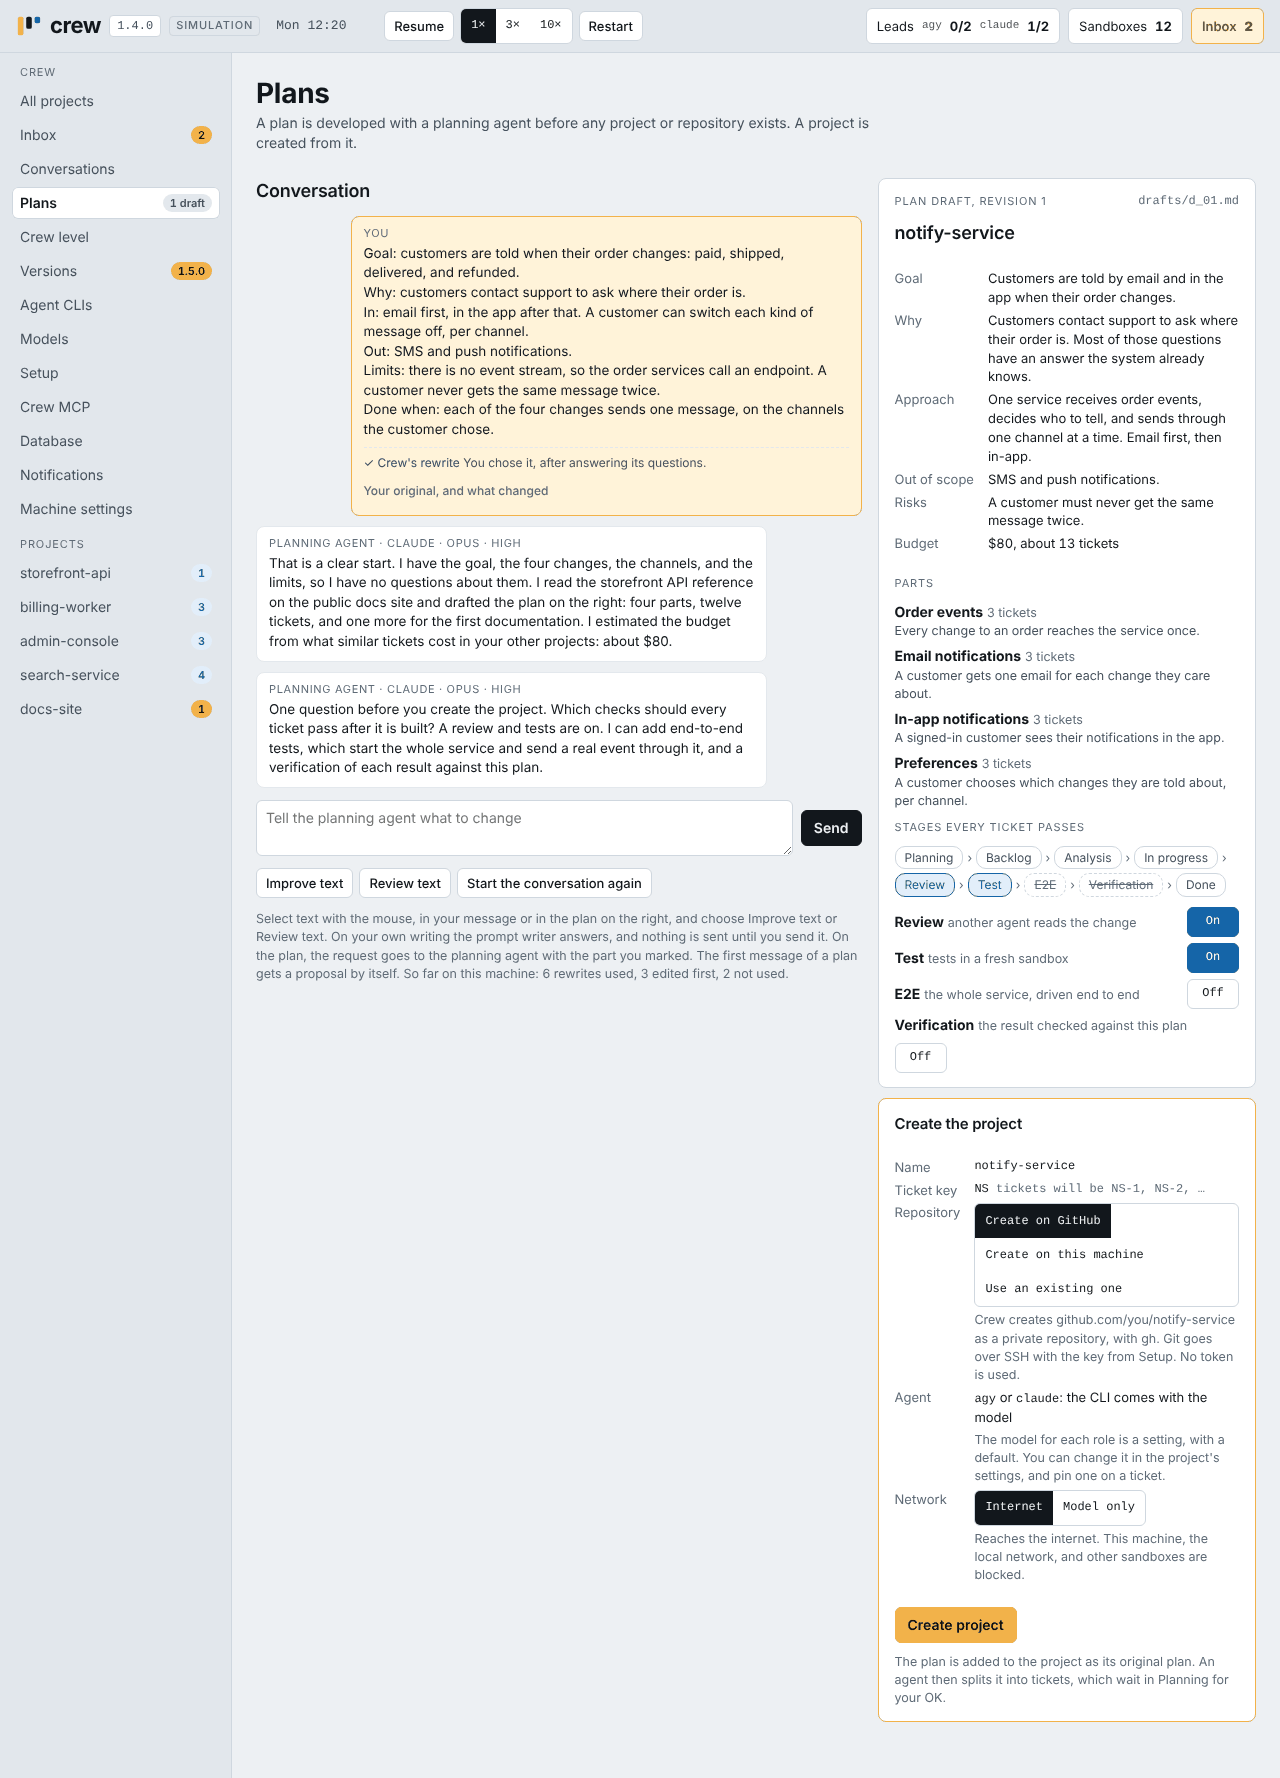 crew 1.4.0 SIMULATION Mon 12:20 Resume 1× 3× 10× Restart Leads agy 0/2 claude 1/2 Sandboxes 12 Inbox 2
CREW
All projects
Inbox 2
Conversations
Plans 1 draft
Crew level
Versions 1.5.0
Agent CLIs
Models
Setup
Crew MCP
Database
Notifications
Machine settings
PROJECTS
storefront-api 1
billing-worker 3
admin-console 3
search-service 4
docs-site 1
Plans
A plan is developed with a planning agent before any project or repository exists. A project is
created from it.
Conversation
YOU
Goal: customers are told when their order changes: paid, shipped,
delivered, and refunded.
Why: customers contact support to ask where their order is.
In: email first, in the app after that. A customer can switch each kind of
message off, per channel.
Out: SMS and push notifications.
Limits: there is no event stream, so the order services call an endpoint. A
customer never gets the same message twice.
Done when: each of the four changes sends one message, on the channels
the customer chose.
✓ Crew's rewrite You chose it, after answering its questions.
Your original, and what changed
PLANNING AGENT · CLAUDE · OPUS · HIGH
That is a clear start. I have the goal, the four changes, the channels, and the
limits, so I have no questions about them. I read the storefront API reference
on the public docs site and drafted the plan on the right: four parts, twelve
tickets, and one more for the first documentation. I estimated the budget
from what similar tickets cost in your other projects: about $80.
PLANNING AGENT · CLAUDE · OPUS · HIGH
One question before you create the project. Which checks should every
ticket pass after it is built? A review and tests are on. I can add end-to-end
tests, which start the whole service and send a real event through it, and a
verification of each result against this plan.
Tell the planning agent what to change
Send
Improve text Review text Start the conversation again
Select text with the mouse, in your message or in the plan on the right, and choose Improve text or
Review text. On your own writing the prompt writer answers, and nothing is sent until you send it. On
the plan, the request goes to the planning agent with the part you marked. The first message of a plan
gets a proposal by itself. So far on this machine: 6 rewrites used, 3 edited first, 2 not used.
PLAN DRAFT, REVISION 1 drafts/d_01.md
notify-service
Goal Customers are told by email and in the
app when their order changes.
Why Customers contact support to ask where
their order is. Most of those questions
have an answer the system already
knows.
Approach One service receives order events,
decides who to tell, and sends through
one channel at a time. Email first, then
in-app.
Out of scope SMS and push notifications.
Risks A customer must never get the same
message twice.
Budget $80, about 13 tickets
PARTS
Order events 3 tickets
Every change to an order reaches the service once.
Email notifications 3 tickets
A customer gets one email for each change they care
about.
In-app notifications 3 tickets
A signed-in customer sees their notifications in the app.
Preferences 3 tickets
A customer chooses which changes they are told about,
per channel.
STAGES EVERY TICKET PASSES
Planning › Backlog › Analysis › In progress ›
Review › Test › E2E › Verification › Done
Review another agent reads the change On
Test tests in a fresh sandbox On
E2E the whole service, driven end to end Off
Verification the result checked against this plan
Off
Create the project
Name notify-service
Ticket key NS tickets will be NS-1, NS-2, …
Repository Create on GitHub
Create on this machine
Use an existing one
Crew creates github.com/you/notify-service
as a private repository, with gh. Git goes
over SSH with the key from Setup. No token
is used.
Agent agy or claude: the CLI comes with the
model
The model for each role is a setting, with a
default. You can change it in the project's
settings, and pin one on a ticket.
Network Internet Model only
Reaches the internet. This machine, the
local network, and other sandboxes are
blocked.
Create project
The plan is added to the project as its original plan. An
agent then splits it into tickets, which wait in Planning for
your OK.